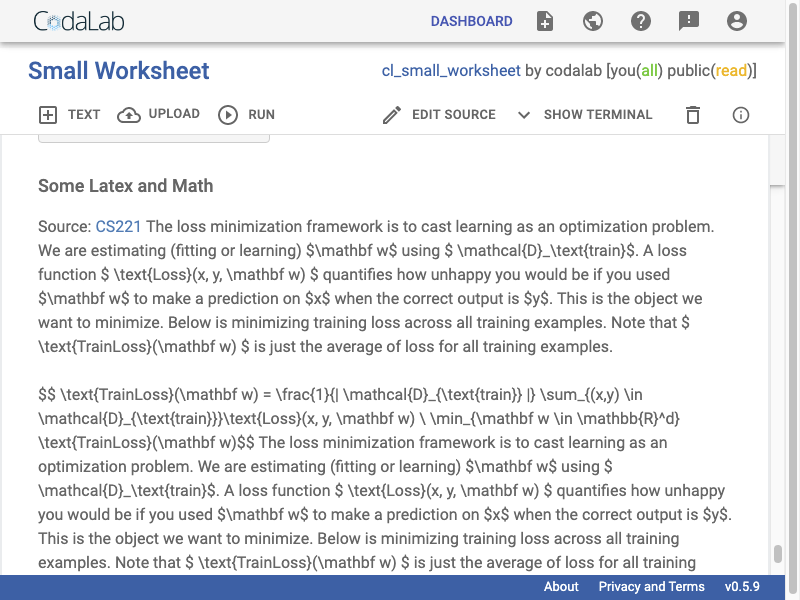 CodaLab
DASHBOARD
Small Worksheet
cl_small_worksheet by codalab [you(all) public(read)]
TEXT UPLOAD RUN EDIT SOURCE SHOW TERMINAL
Some Latex and Math
Source: CS221 The loss minimization framework is to cast learning as an optimization problem.
We are estimating (fitting or learning) $\mathbf w$ using $ \mathcal{D}_\text{train}$. A loss
function $ \text{Loss}(x, y, \mathbf w) $ quantifies how unhappy you would be if you used
$\mathbf w$ to make a prediction on $x$ when the correct output is $y$. This is the object we
want to minimize. Below is minimizing training loss across all training examples. Note that $
\text{TrainLoss}(\mathbf w) $ is just the average of loss for all training examples.
$$ \text{TrainLoss}(\mathbf w) = \frac{1}{| \mathcal{D}_{\text{train}} |} \sum_{(x,y) \in
\mathcal{D}_{\text{train}}}\text{Loss}(x, y, \mathbf w) \ \min_{\mathbf w \in \mathbb{R}^d}
\text{TrainLoss}(\mathbf w)$$ The loss minimization framework is to cast learning as an
optimization problem. We are estimating (fitting or learning) $\mathbf w$ using $
\mathcal{D}_\text{train}$. A loss function $ \text{Loss}(x, y, \mathbf w) $ quantifies how unhappy
you would be if you used $\mathbf w$ to make a prediction on $x$ when the correct output is $y$.
This is the object we want to minimize. Below is minimizing training loss across all training
examples. Note that $ \text{TrainLoss}(\mathbf w) $ is just the average of loss for all training
About Privacy and Terms v0.5.9